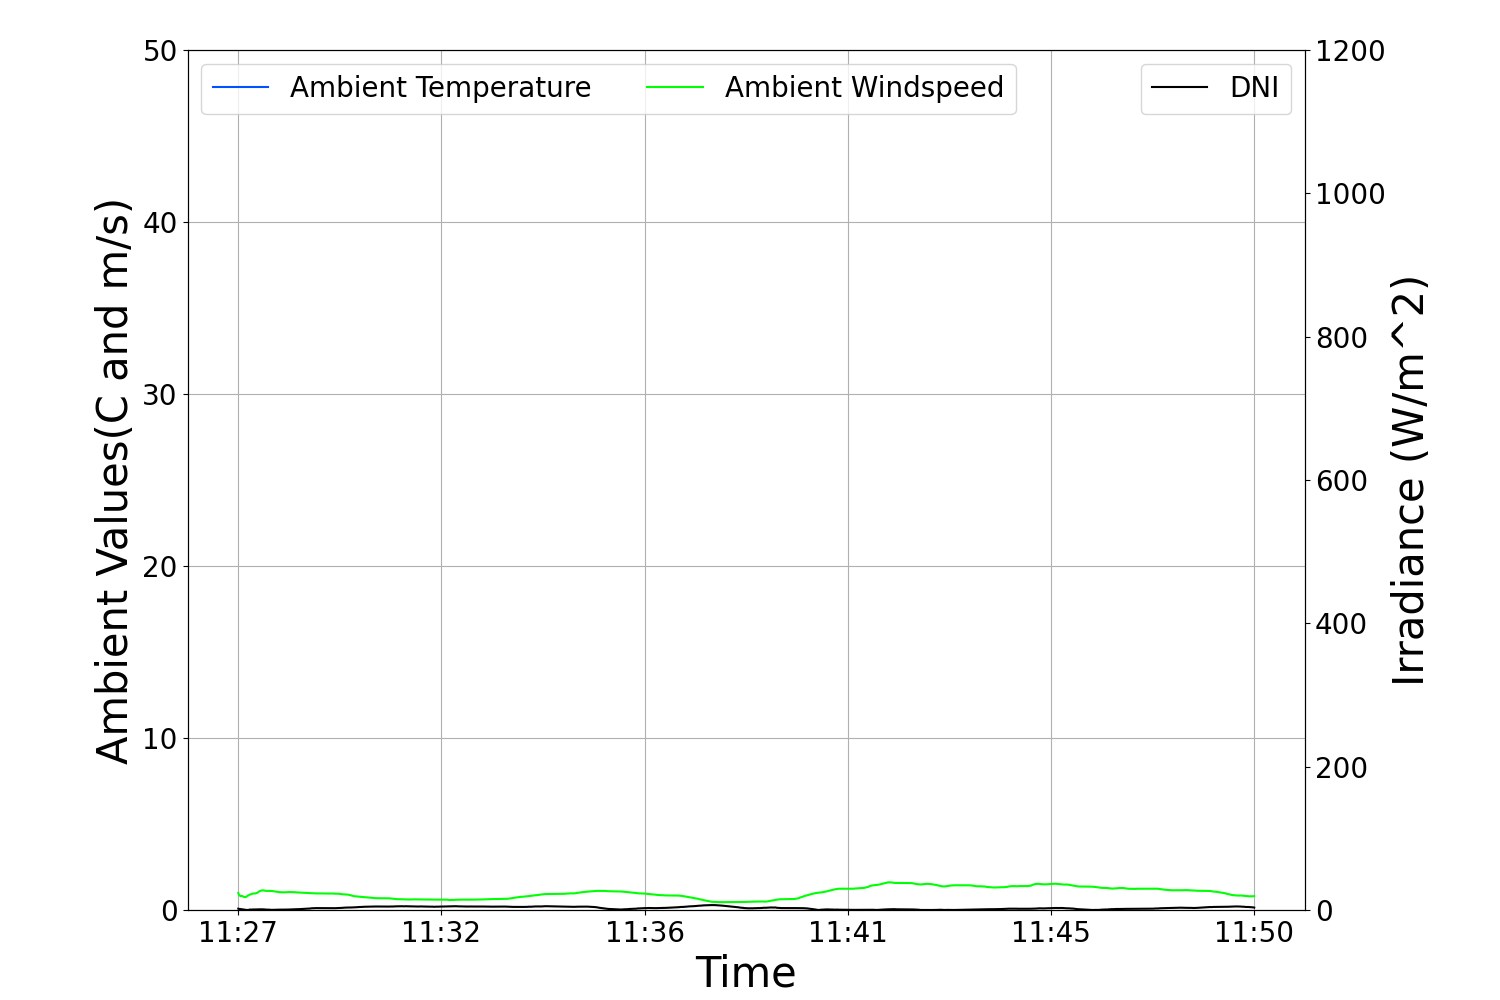 Ambient Temperature Ambient Windspeed DNI
50
40
30
20
10
0
Ambient Values(C and m/s)
1200
1000
800
600
400
200
0
Irradiance (W/m^2)
11:27 11:32 11:36 11:41 11:45 11:50
Time